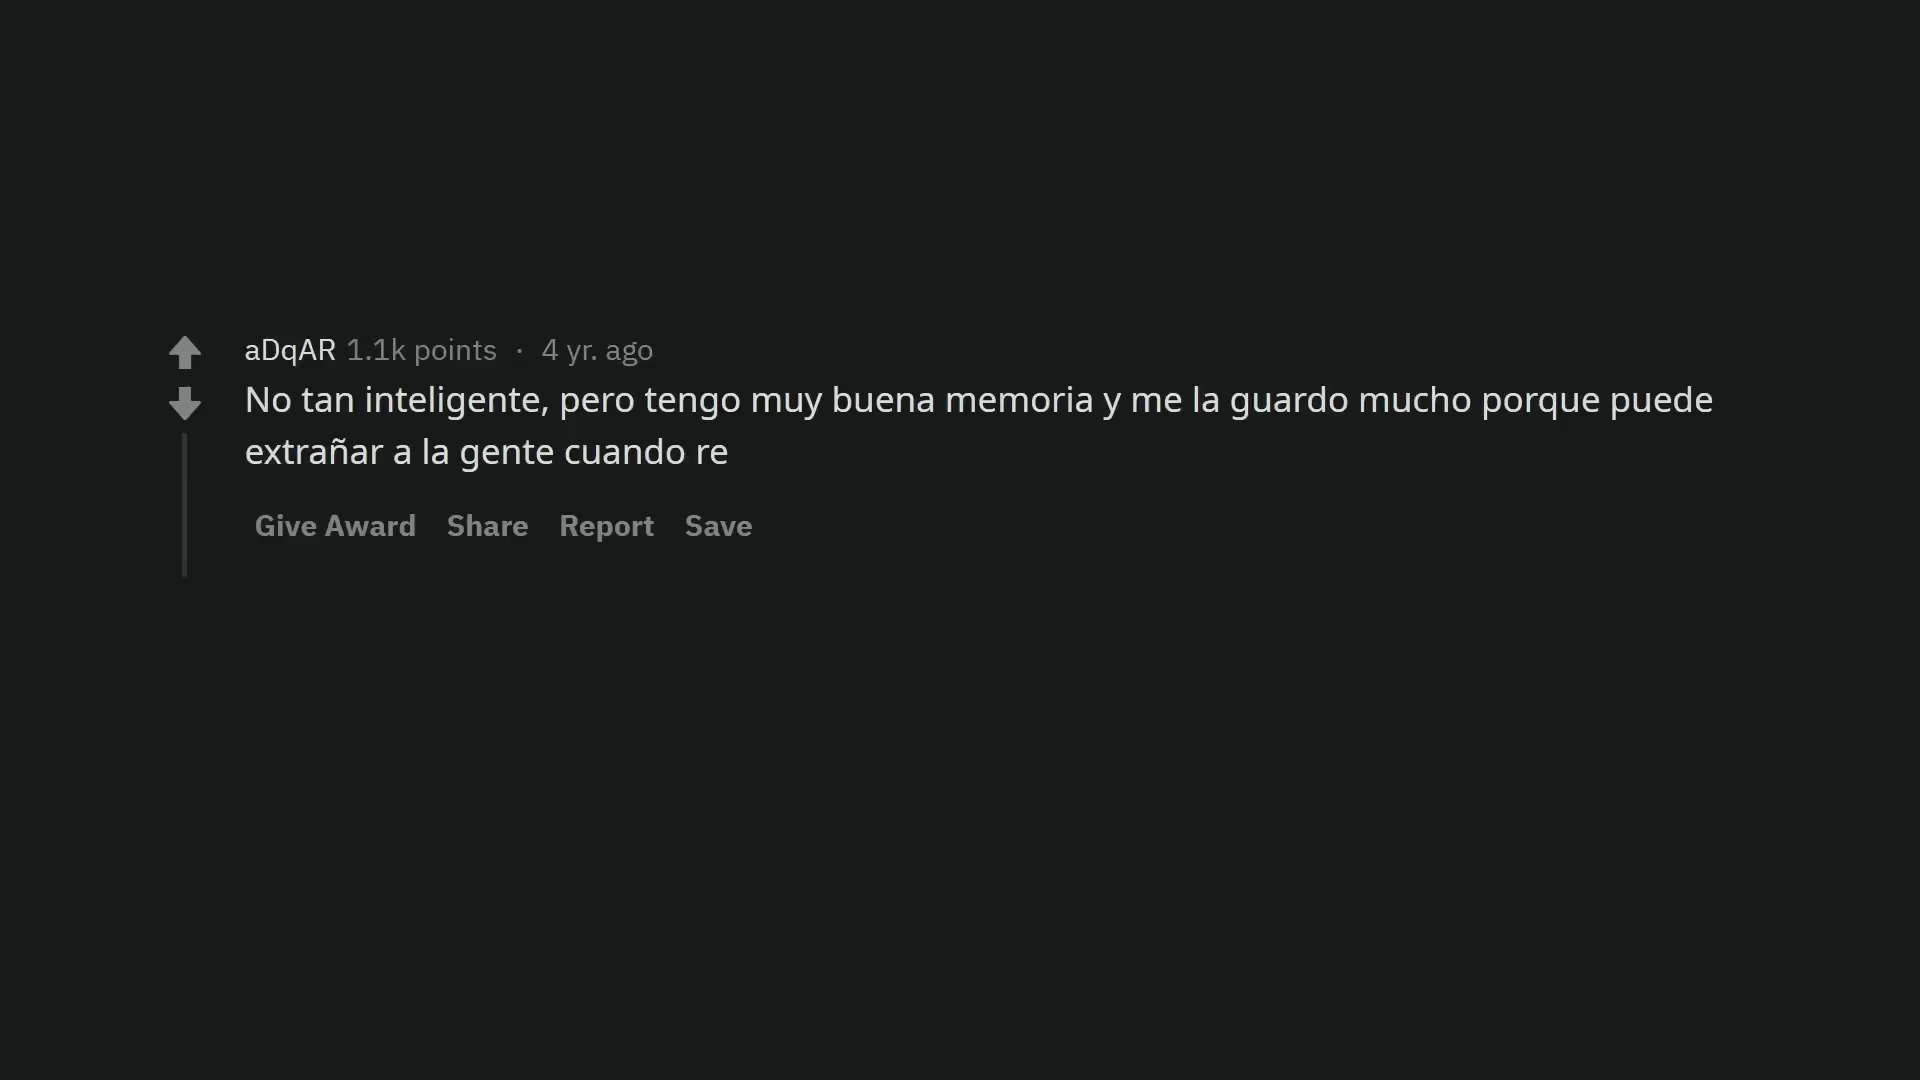 aDqAR 1.1k points · 4 yr. ago
No tan inteligente, pero tengo muy buena memoria y me la guardo mucho porque puede
extrañar a la gente cuando re
Give Award Share Report Save